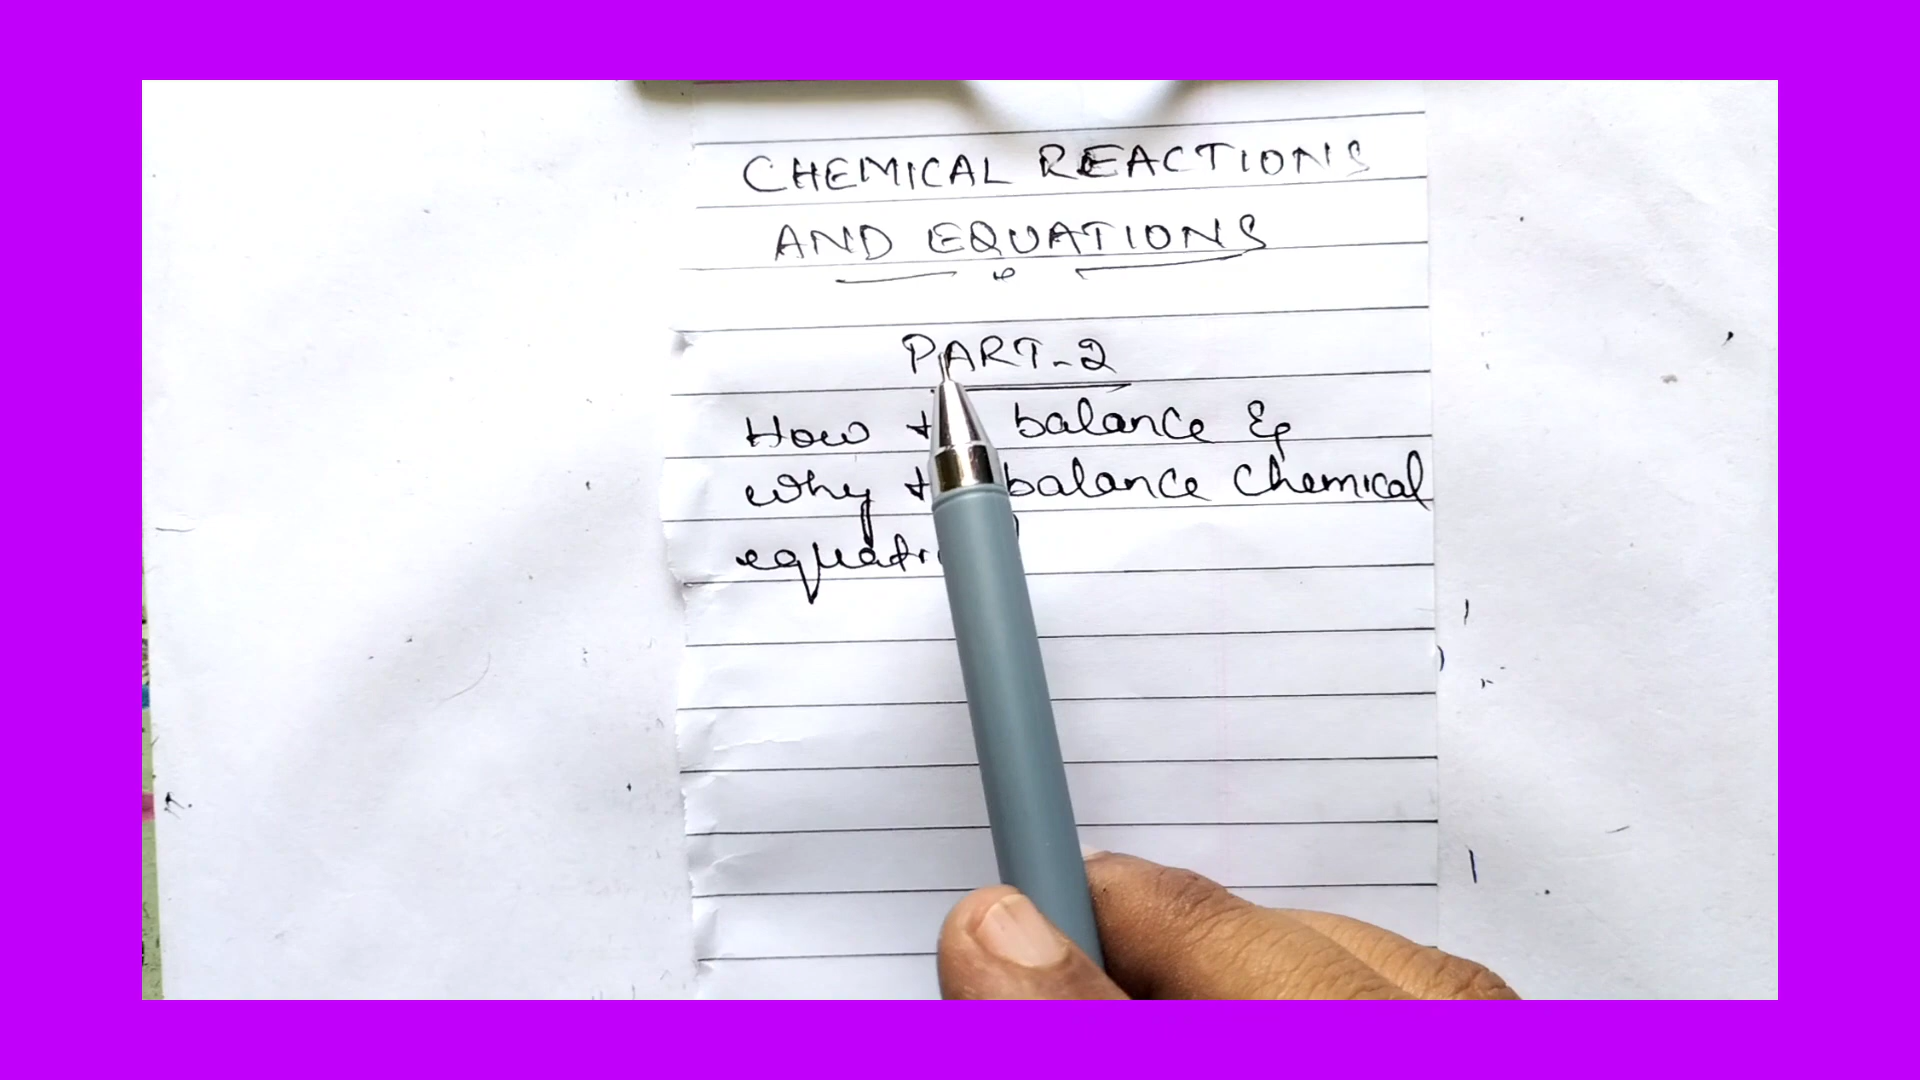 CHEMICAL REACTIONS
AND EQUATIONS
PART-2
How balance &
why balance chemical